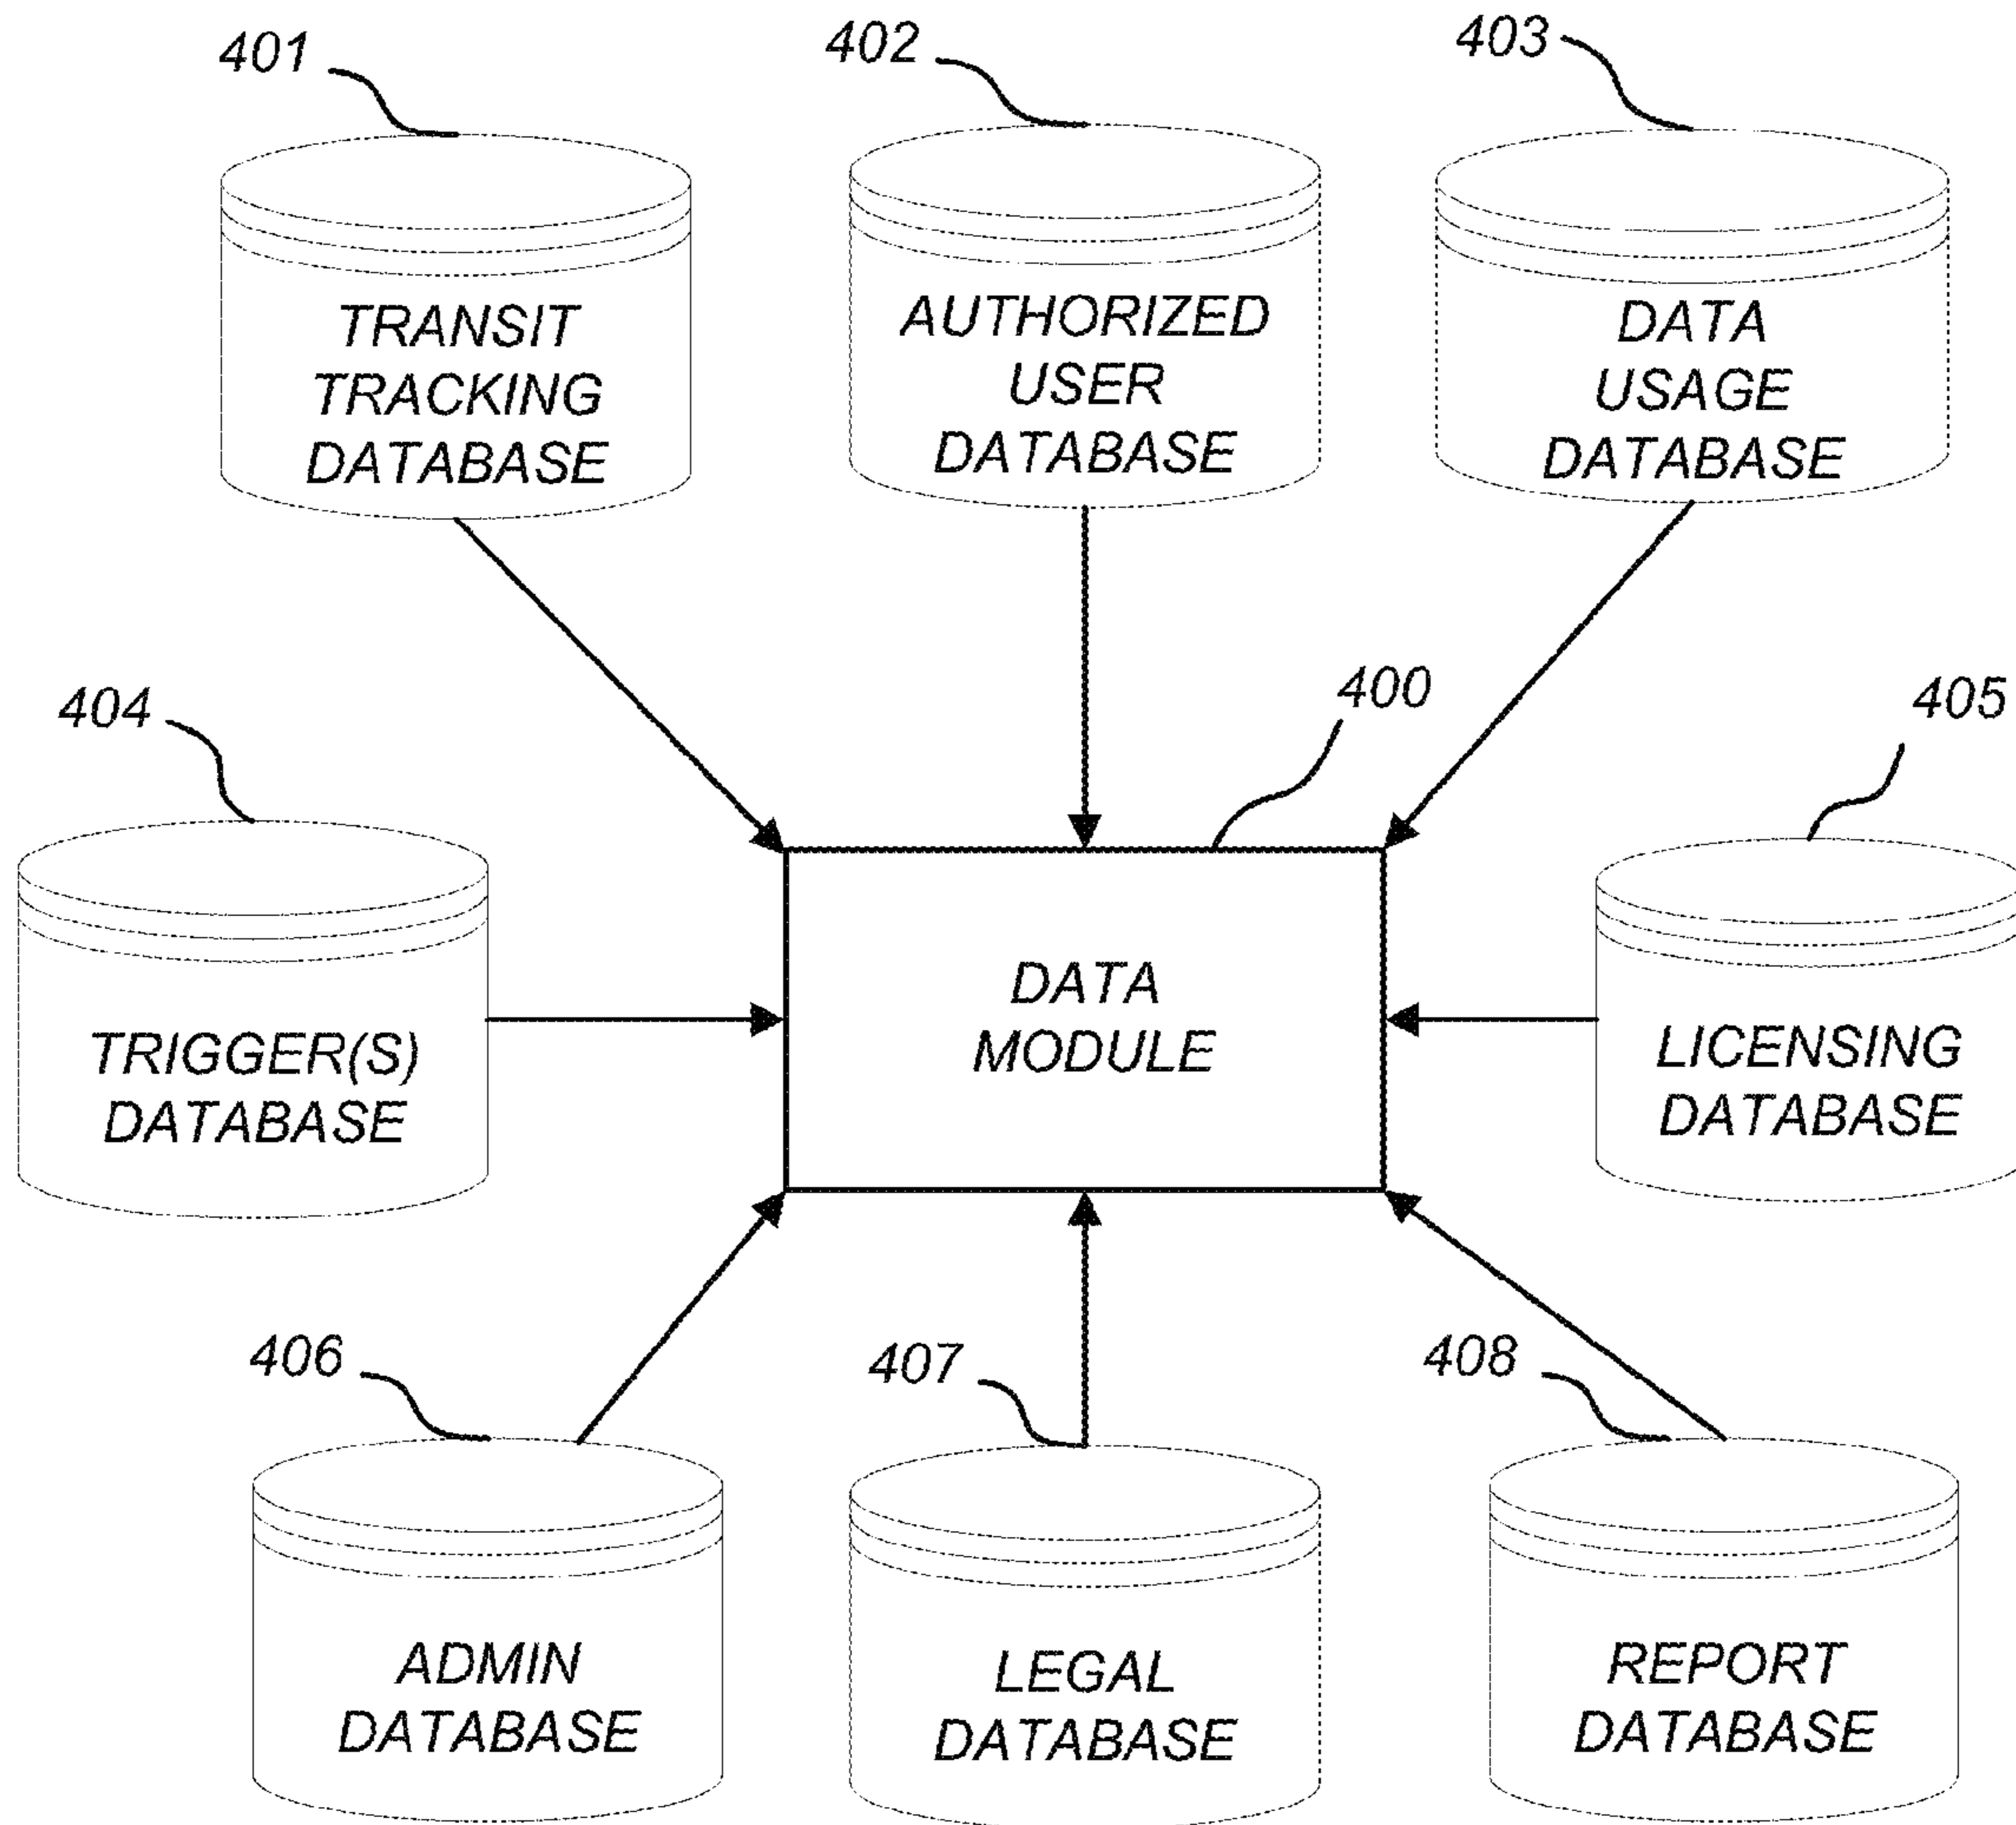 401
402
403
TRANSIT
TRACKING
DATABASE
AUTHORIZED
USER
DATABASE
DATA
USAGE
DATABASE
404
400
405
TRIGGER(S)
DATABASE
DATA
MODULE
LICENSING
DATABASE
406
407
408
ADMIN
DATABASE
LEGAL
DATABASE
REPORT
DATABASE